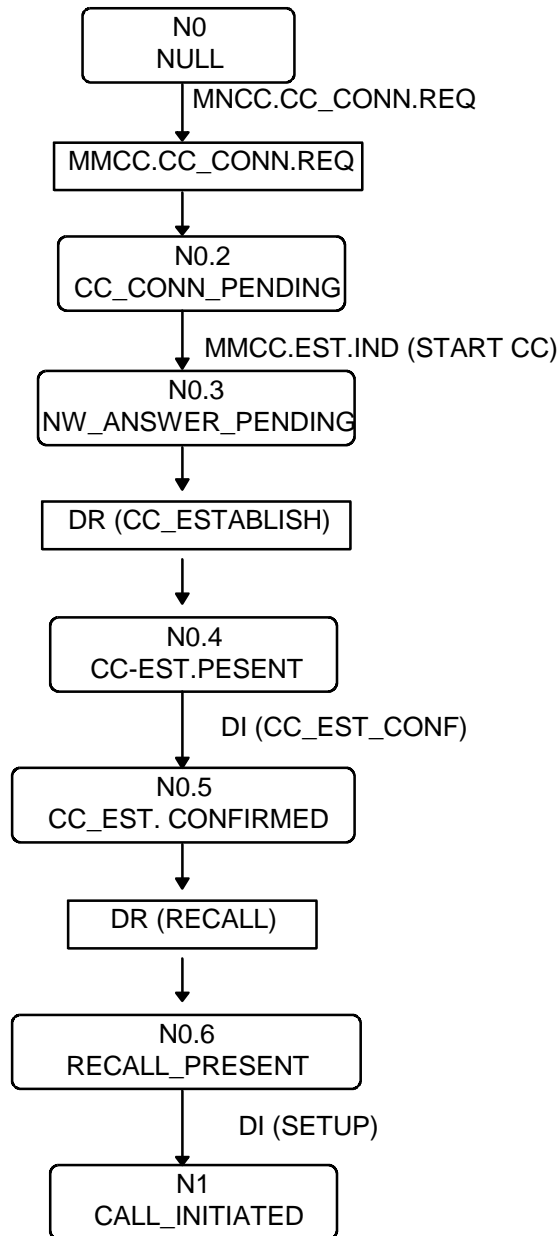 N0
NULL
MNCC.CC_CONN.REQ
MMCC.CC_CONN.REQ
N0.2
CC_CONN_PENDING
MMCC.EST.IND (START CC)
N0.3
NW_ANSWER_PENDING
DR (CC_ESTABLISH)
N0.4
CC-EST.PESENT
DI (CC_EST_CONF)
N0.5
CC_EST. CONFIRMED
DR (RECALL)
N0.6
RECALL_PRESENT
DI (SETUP)
N1
CALL_INITIATED